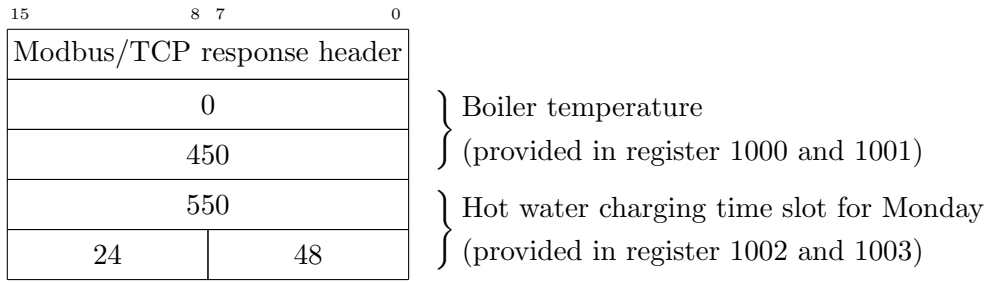 15 8 7 0
Modbus/TCP response header
0
Boiler temperature
450
(provided in register 1000 and 1001)
550
Hot water charging time slot for Monday
24 48
(provided in register 1002 and 1003)